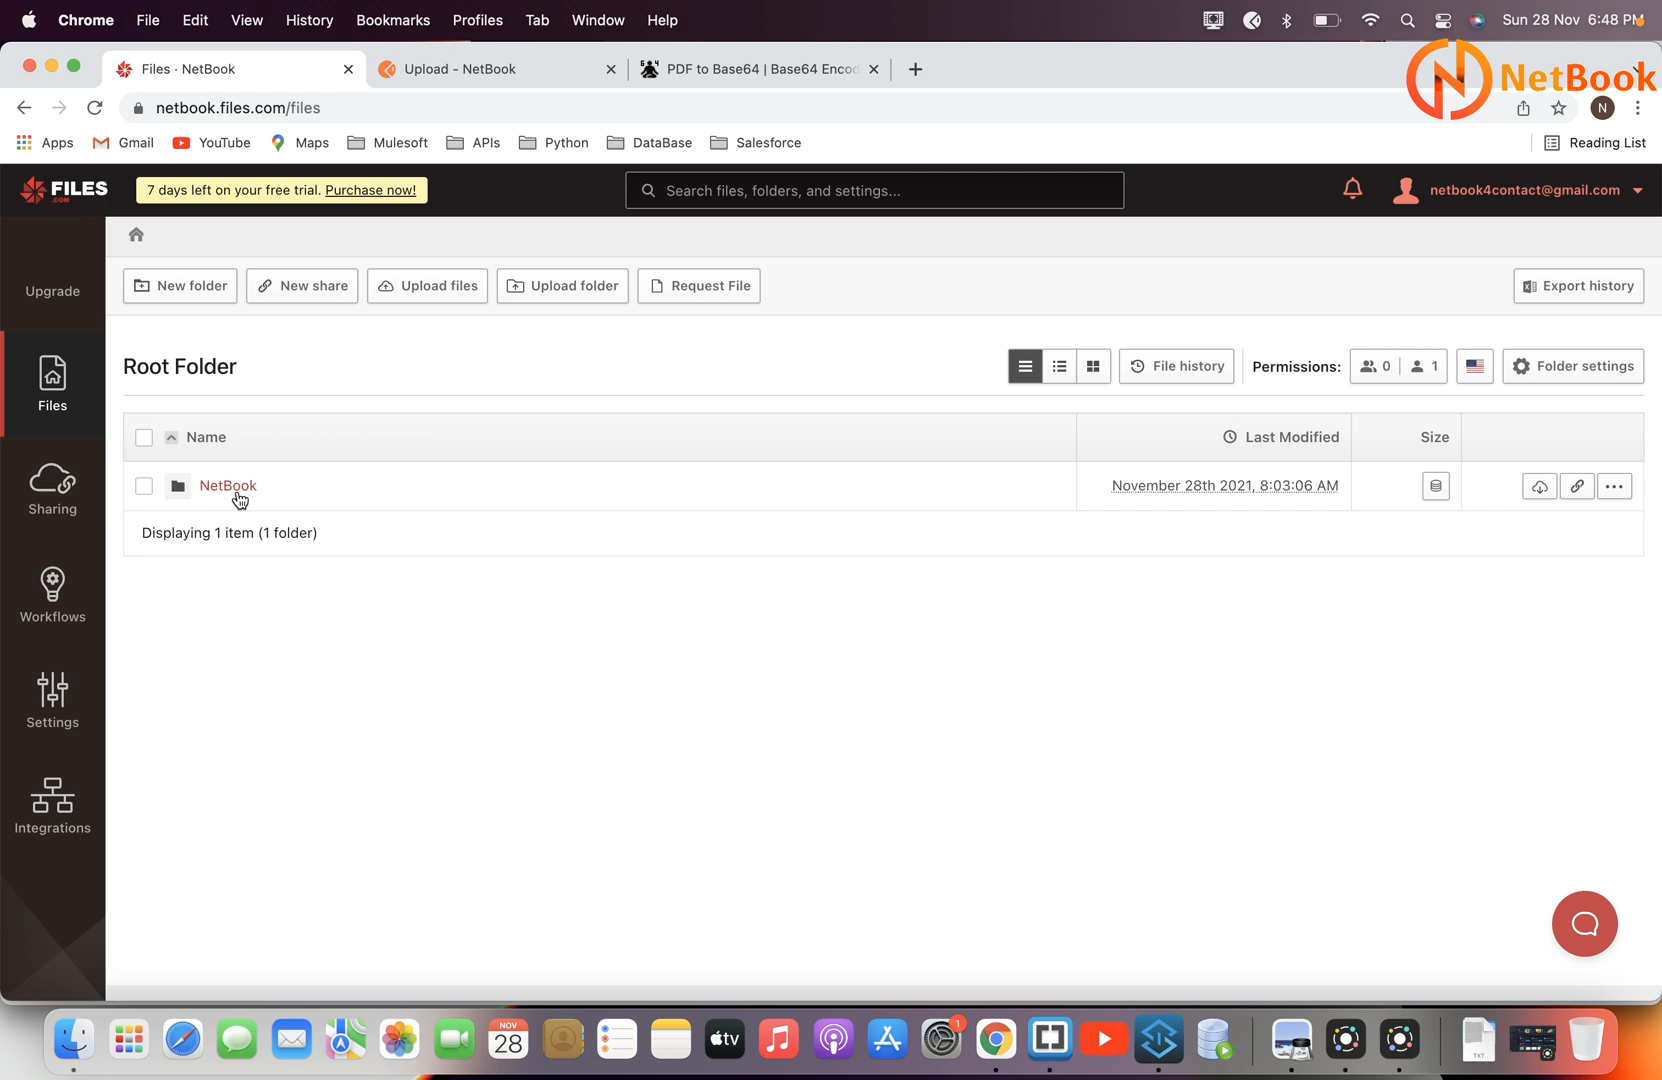 Chrome File Edit View History Bookmarks Profiles Tab Window Help Sun 28 Nov 6:48 PM
Files · NetBook Upload - NetBook PDF to Base64 | Base64 Enco
NetBook
netbook.files.com/files N
Apps Gmail YouTube Maps Mulesoft APIs Python DataBase Salesforce Reading List
FILES .COM 7 days left on your free trial. Purchase now! Search files, folders, and settings... netbook4contact@gmail.com
Upgrade
New folder New share Upload files Upload folder Request File Export history
Files
Root Folder File history Permissions: 0 1 Folder settings
Name Last Modified Size
NetBook November 28th 2021, 8:03:06 AM
Displaying 1 item (1 folder)
Sharing
Workflows
Settings
Integrations
NOV
28
tv
1
TXT